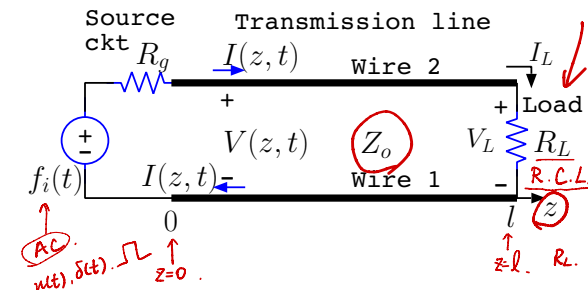 Source Transmission line
ckt R_g I(z, t) I_L
Wire 2
+ + Load
+ V(z, t) Z_o V_L R_L
-
f_i(t) I(z, t) - Wire 1 - R.C.L
0 l z
AC. z=0 z=l. R_L.
u(t), δ(t).